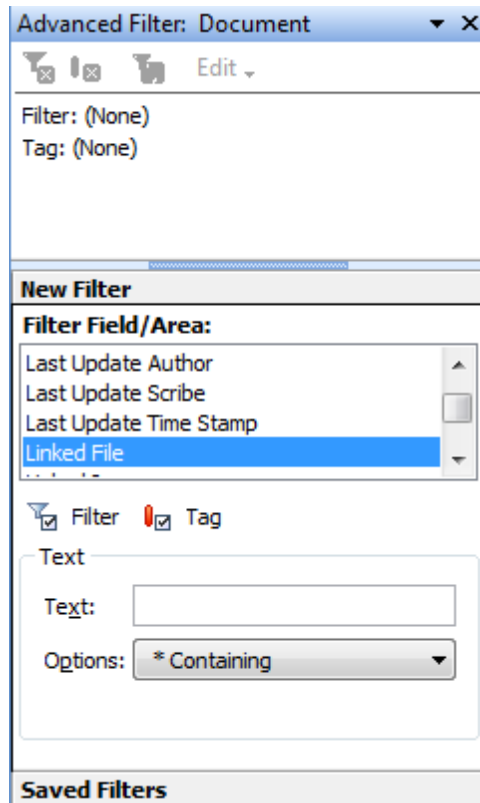 Advanced Filter: Document
Edit
Filter: (None)
Tag: (None)
New Filter
Filter Field/Area:
Last Update Author
Last Update Scribe
Last Update Time Stamp
Linked File
Filter Tag
Text
Text:
Options: * Containing
Saved Filters